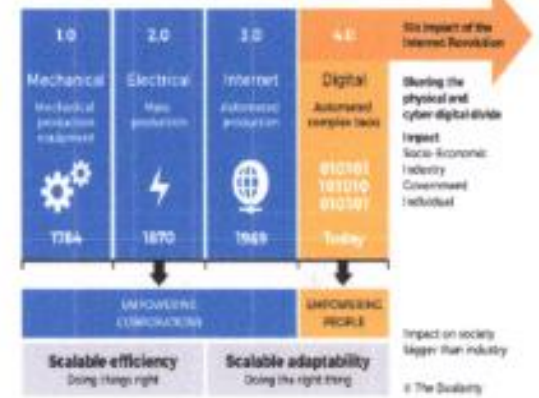 1.0
2.0
3.0
4.0
Impact of the
Internet Revolution
Mechanical
Electrical
Internet
Digital
Mechanical
production
equipment
Mass
production
Automated
production
Automated
complex tasks
Blurring the
physical and
cyber digital divide
Impact
Socio-Economic
Industry
Government
Individual
010101
101010
010101
1784
1870
1969
Today
EMPOWERING
CORPORATIONS
EMPOWERING
PEOPLE
Scalable efficiency
Doing things right
Scalable adaptability
Doing the right thing
Impact on society
bigger than industry